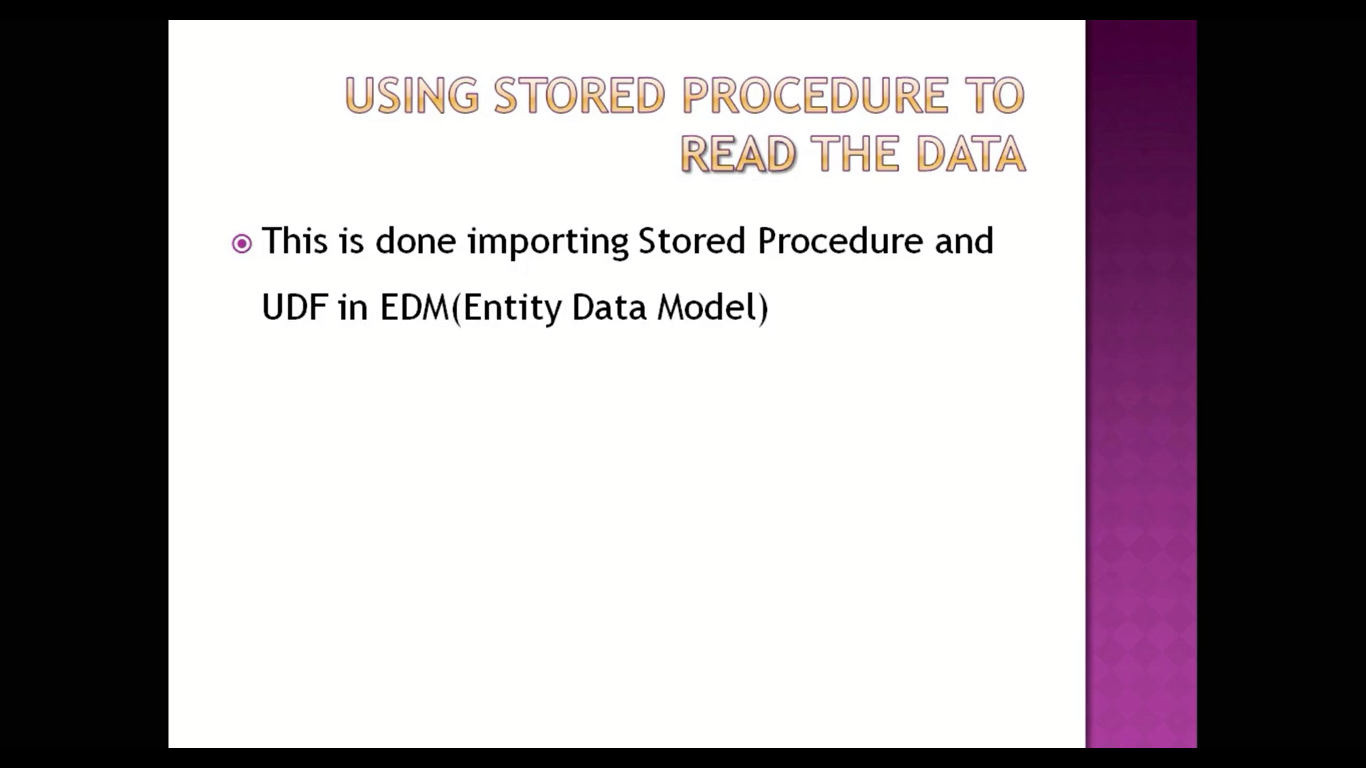 USING STORED PROCEDURE TO
READ THE DATA
This is done importing Stored Procedure and
UDF in EDM(Entity Data Model)